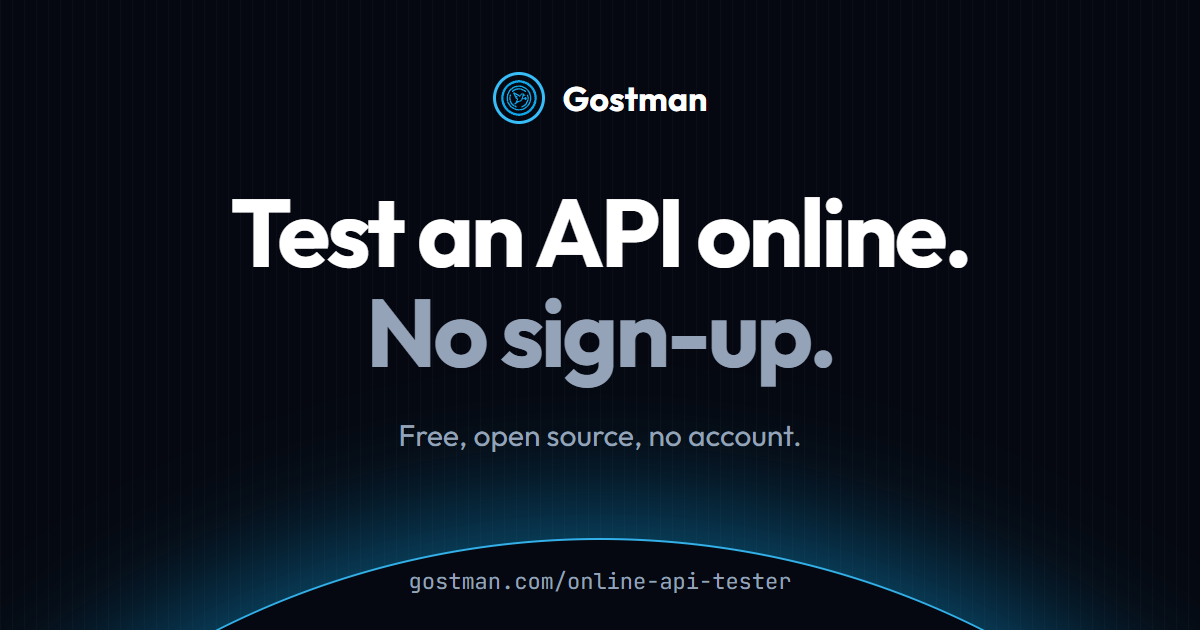 Gostman
Test an API online.
No sign-up.
Free, open source, no account.
gostman.com/online-api-tester